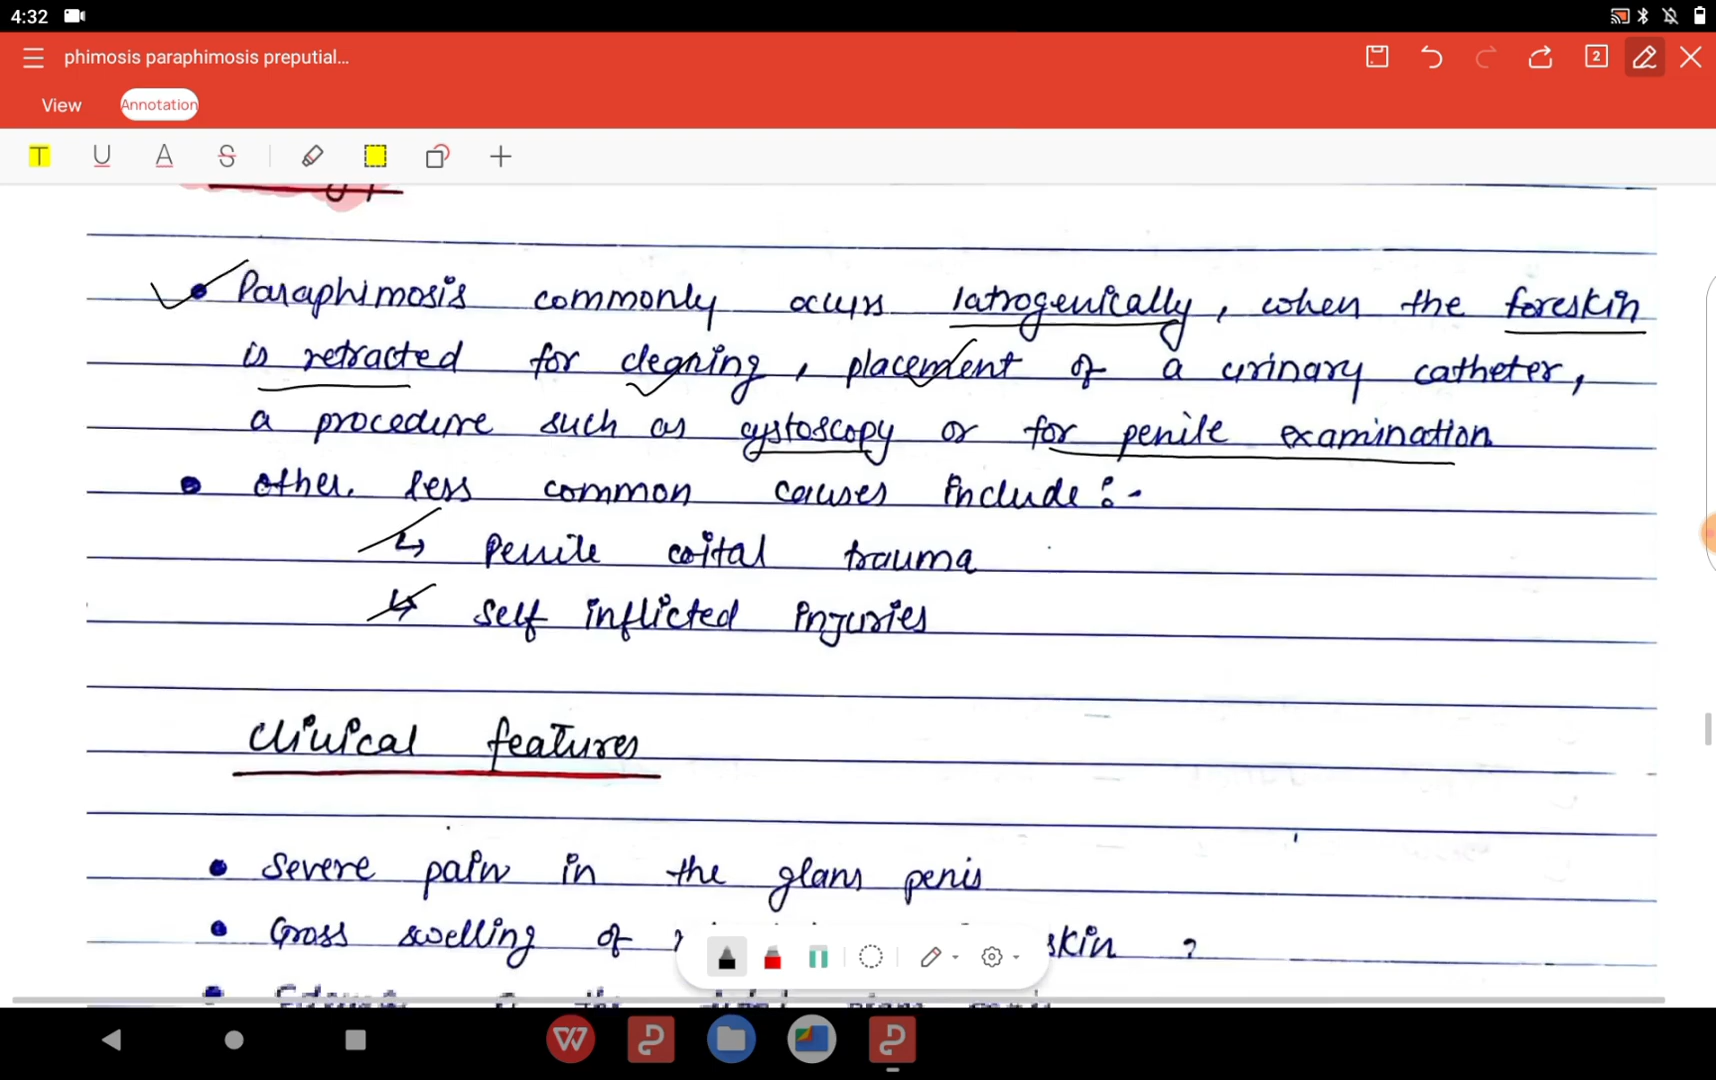 4:32
phimosis paraphimosis preputial...
2
View Annotation
T U A S
Paraphimosis commonly occurs Iatrogenically, when the foreskin
is retracted for cleaning, placement of a urinary catheter,
a procedure such as cystoscopy or for penile examination
other. less common causes include :-
↳ Penile coital trauma
↳ Self inflicted injuries
Clinical features
• Severe pain in the glans penis
• Gross swelling of skin ?